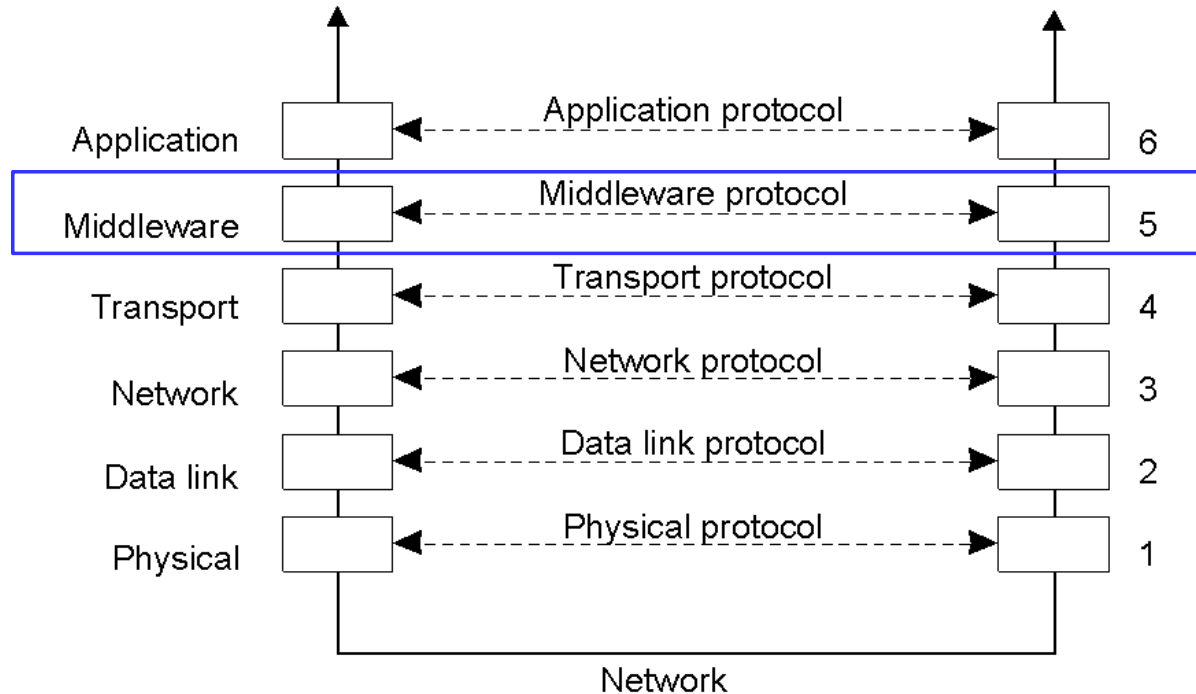 Application protocol
Application
6
Middleware protocol
Middleware
5
Transport protocol
Transport
4
Network protocol
Network
3
Data link protocol
Data link
2
Physical protocol
Physical
1
Network